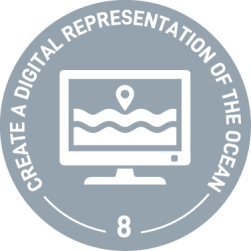 CREATE A DIGITAL REPRESENTATION OF THE OCEAN
8